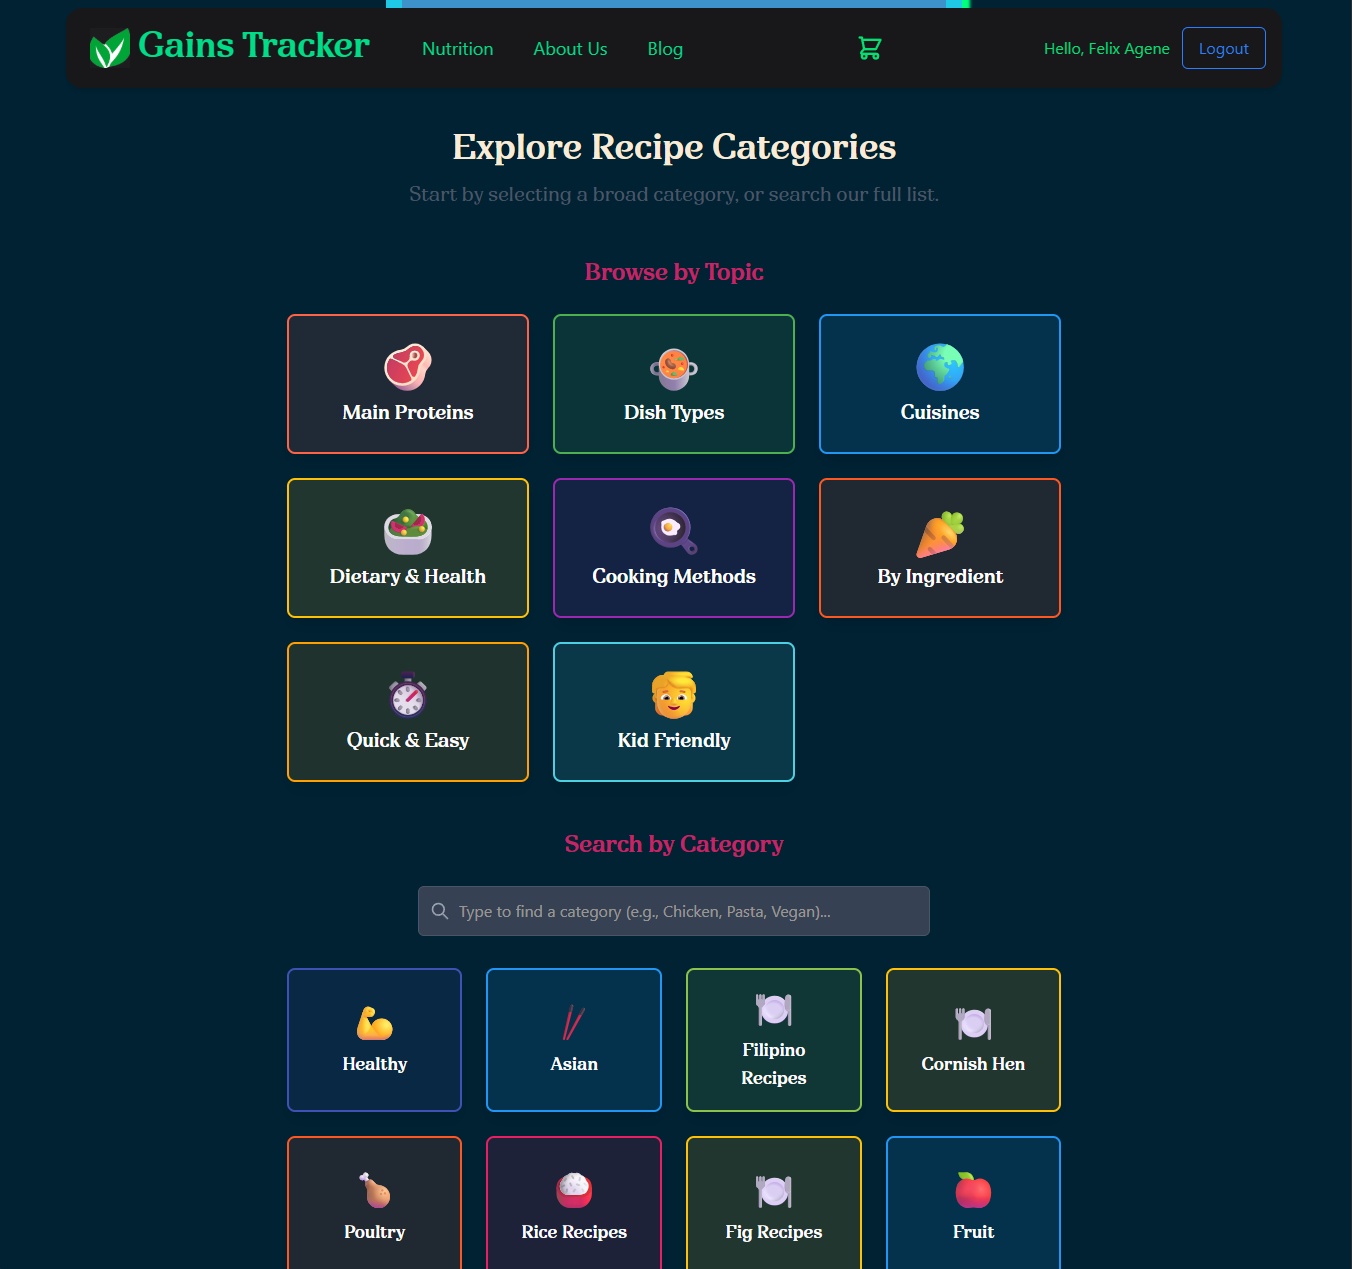 Gains Tracker
Nutrition
About Us
Blog
Hello, Felix Agene
Logout
Explore Recipe Categories
Start by selecting a broad category, or search our full list.
Browse by Topic
Main Proteins
Dish Types
Cuisines
Dietary & Health
Cooking Methods
By Ingredient
Quick & Easy
Kid Friendly
Search by Category
Type to find a category (e.g., Chicken, Pasta, Vegan)...
Healthy
Asian
Filipino
Recipes
Cornish Hen
Poultry
Rice Recipes
Fig Recipes
Fruit